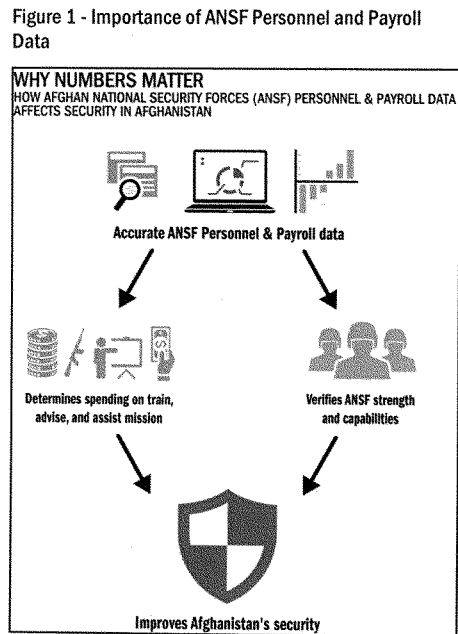 Figure 1 - Importance of ANSF Personnel and Payroll
Data
WHY NUMBERS MATTER
HOW AFGHAN NATIONAL SECURITY FORCES (ANSF) PERSONNEL & PAYROLL DATA
AFFECTS SECURITY IN AFGHANISTAN
Accurate ANSF Personnel & Payroll data
Determines spending on train,
advise, and assist mission
Verifies ANSF strength
and capabilities
Improves Afghanistan's security